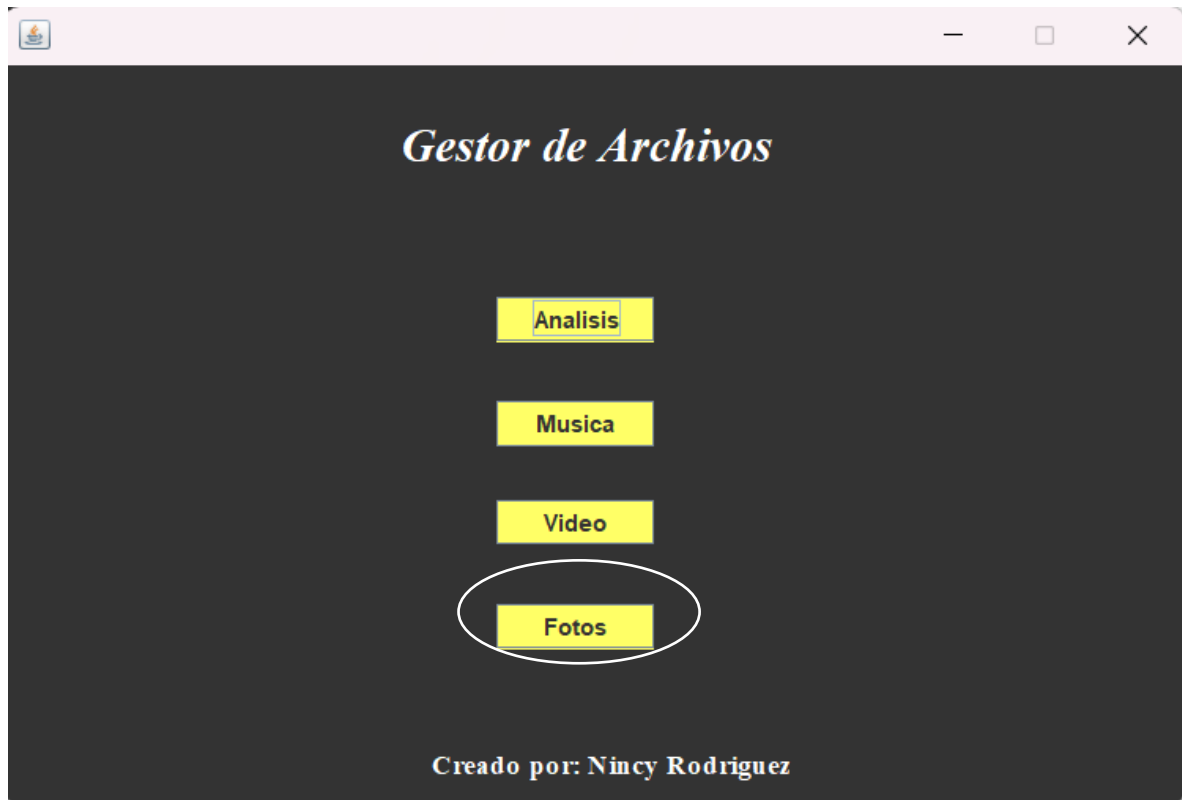 Gestor de Archivos
Analisis
Musica
Video
Fotos
Creado por: Nincy Rodriguez